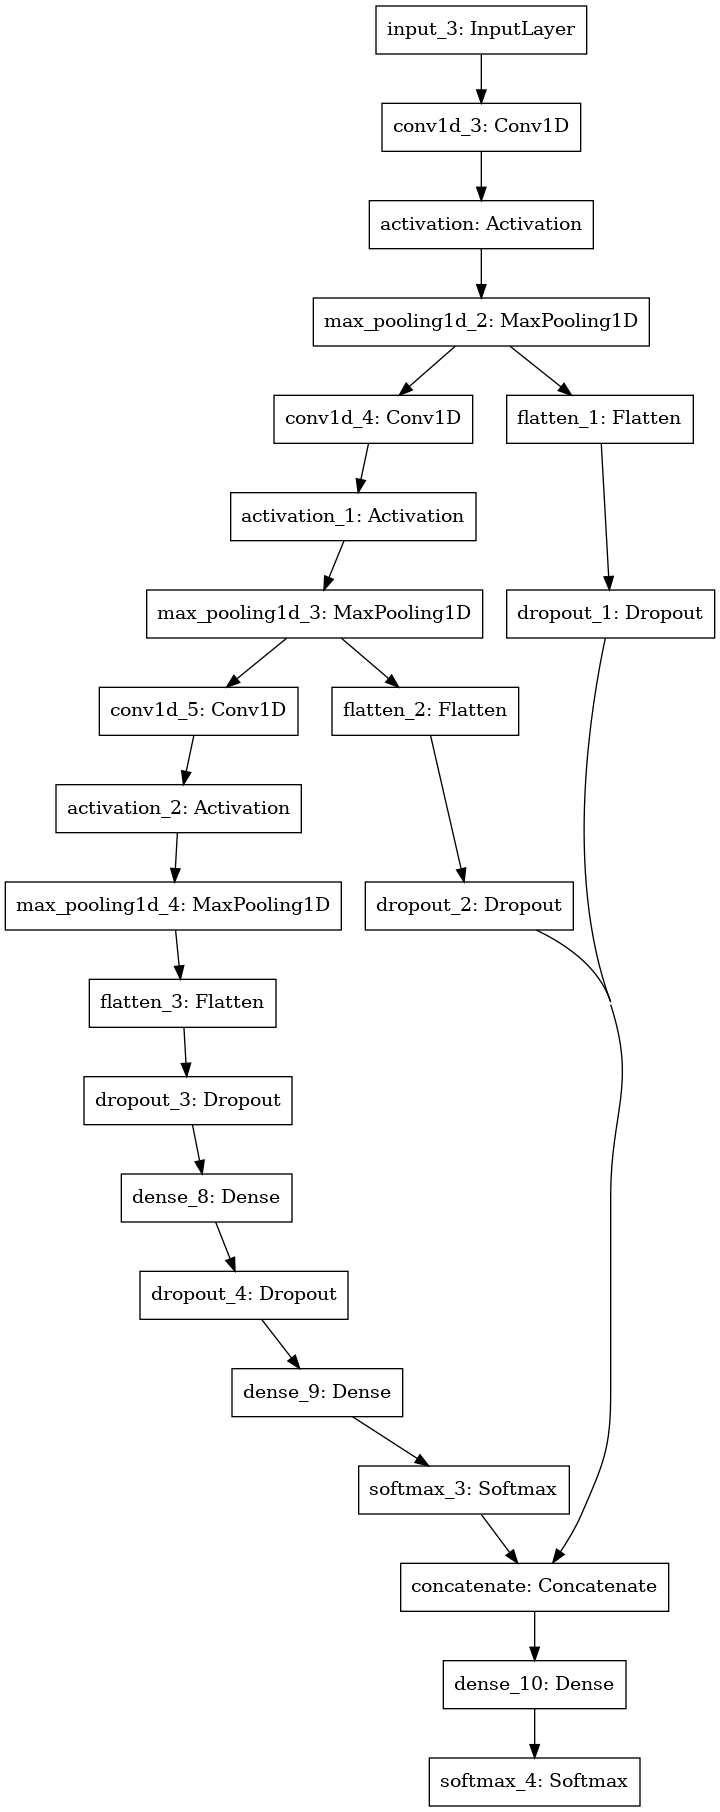 input_3: InputLayer
conv1d_3: Conv1D
activation: Activation
max_pooling1d_2: MaxPooling1D
conv1d_4: Conv1D
flatten_1: Flatten
activation_1: Activation
max_pooling1d_3: MaxPooling1D
dropout_1: Dropout
conv1d_5: Conv1D
flatten_2: Flatten
activation_2: Activation
max_pooling1d_4: MaxPooling1D
dropout_2: Dropout
flatten_3: Flatten
dropout_3: Dropout
dense_8: Dense
dropout_4: Dropout
dense_9: Dense
softmax_3: Softmax
concatenate: Concatenate
dense_10: Dense
softmax_4: Softmax